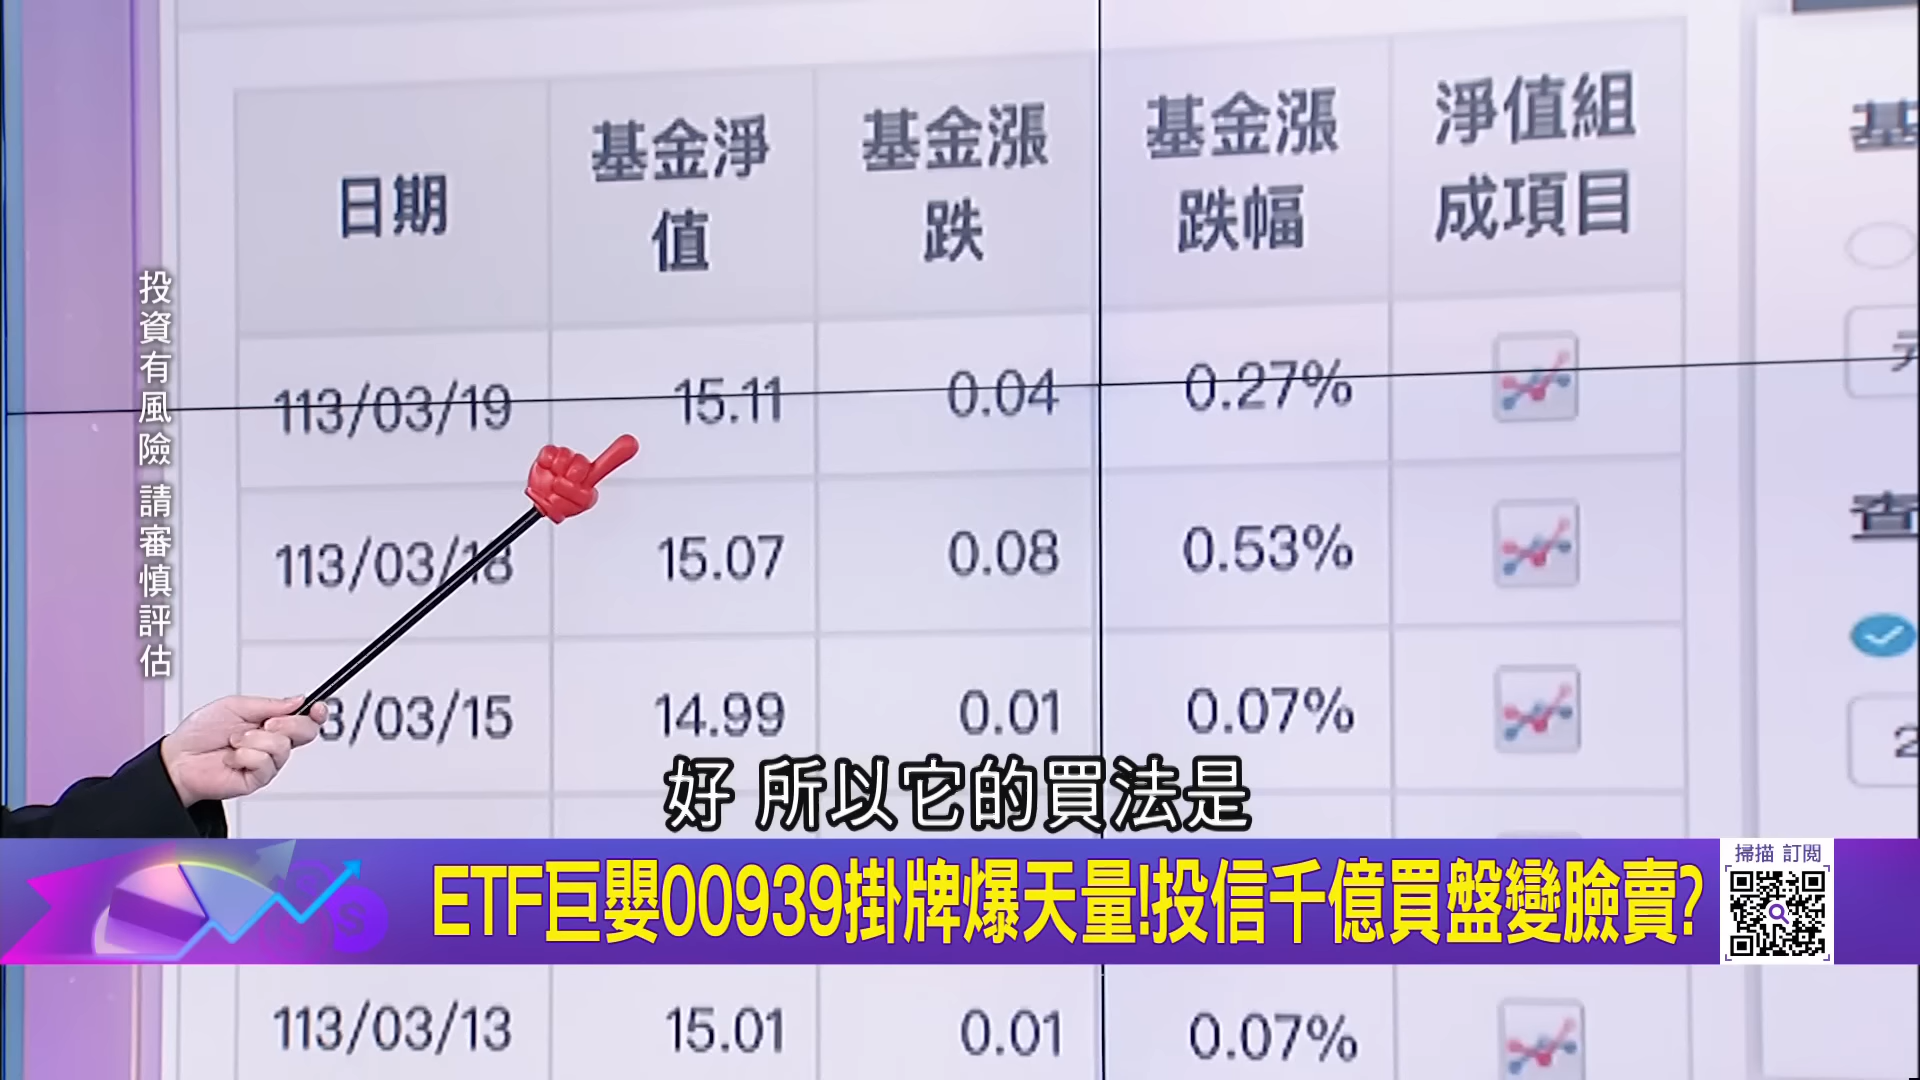 日期
基金淨
值
基金漲
跌
基金漲
跌幅
淨值組
成項目
基
113/03/19 15.11 0.04 0.27%
113/03/18 15.07 0.08 0.53%
查
3/03/15 14.99 0.01 0.07%
2
投資有風險 請審慎評估
好 所以它的買法是
ETF巨嬰00939掛牌爆天量!投信千億買盤變臉賣?
掃描 訂閱
113/03/13 15.01 0.01 0.07%